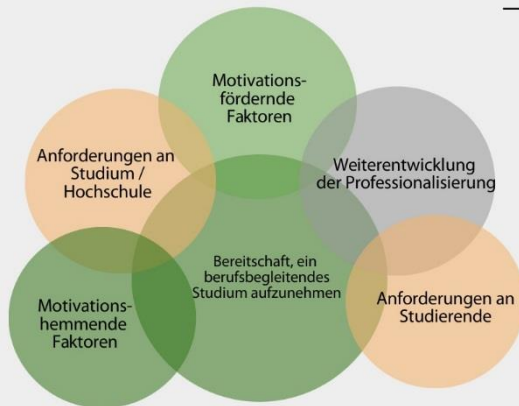 Motivations-
fördernde
Faktoren
Anforderungen an
Studium /
Hochschule
Weiterentwicklung
der Professionalisierung
Bereitschaft, ein
berufsbegleitendes
Studium aufzunehmen
Motivations-
hemmende
Faktoren
Anforderungen an
Studierende